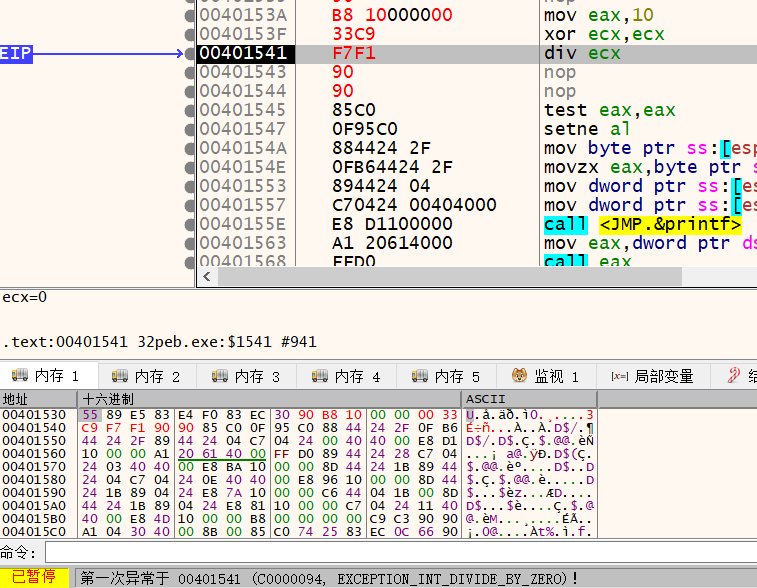 nop
0040153A B8 10000000 mov eax,10
0040153F 33C9 xor ecx,ecx
EIP 00401541 F7F1 div ecx
00401543 90 nop
00401544 90 nop
00401545 85C0 test eax,eax
00401547 0F95C0 setne al
0040154A 884424 2F mov byte ptr ss:[esp
0040154E 0FB64424 2F movzx eax,byte ptr s
00401553 894424 04 mov dword ptr ss:[es
00401557 C70424 00404000 mov dword ptr ss:[es
0040155E E8 D1100000 call <JMP.&printf>
00401563 A1 20614000 mov eax,dword ptr ds
00401568 FFD0 call eax
ecx=0
.text:00401541 32peb.exe:$1541 #941
内存 1 内存 2 内存 3 内存 4 内存 5 监视 1 [x=] 局部变量 结
地址 十六进制 ASCII
00401530 55 89 E5 83 E4 F0 83 EC 30 90 B8 10 00 00 00 33 U.å.äð.ì0.¸....3
00401540 C9 F7 F1 90 90 85 C0 0F 95 C0 88 44 24 2F 0F B6 É÷ñ...À..À.D$/.¶
00401550 44 24 2F 89 44 24 04 C7 04 24 00 40 40 00 E8 D1 D$/.D$.Ç.$.@@.èÑ
00401560 10 00 00 A1 20 61 40 00 FF D0 89 44 24 28 C7 04 ...¡ a@.ÿÐ.D$(Ç.
00401570 24 03 40 40 00 E8 BA 10 00 00 8D 44 24 1B 89 44 $.@@.èº....D$..D
00401580 24 04 C7 04 24 0E 40 40 00 E8 96 10 00 00 8D 44 $.Ç.$.@@.è.....D
00401590 24 1B 89 04 24 E8 7A 10 00 00 C6 44 04 1B 00 8D $...$èz...ÆD....
004015A0 44 24 1B 89 04 24 E8 81 10 00 00 C7 04 24 11 40 D$...$è....Ç.$.@
004015B0 40 00 E8 4D 10 00 00 B8 00 00 00 00 C9 C3 90 90 @.èM...¸....ÉÃ..
004015C0 A1 04 30 40 00 8B 00 85 C0 74 25 83 EC 0C 66 90 ¡.0@....Àt%.ì.f.
命令：
已暂停 第一次异常于 00401541 (C0000094, EXCEPTION_INT_DIVIDE_BY_ZERO)!